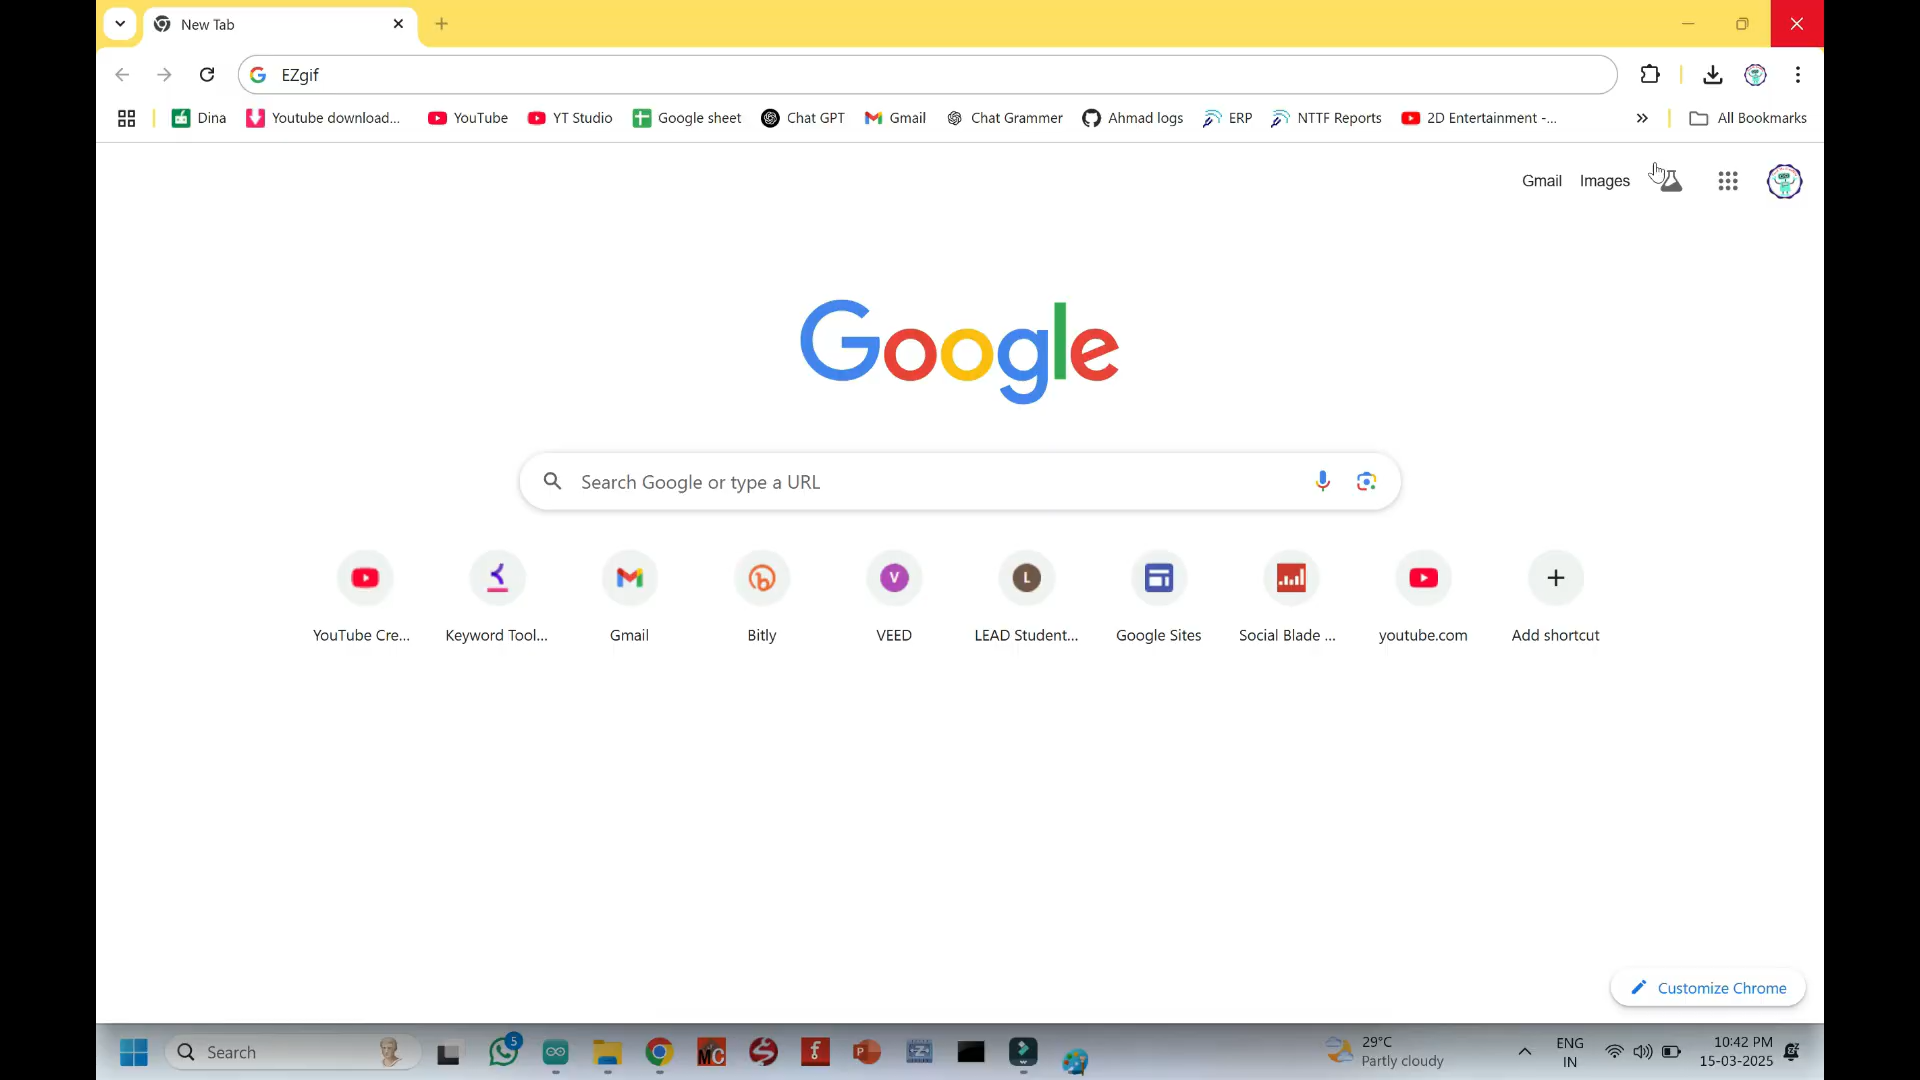 New Tab
EZgif
Dina
Youtube download...
YouTube
YT Studio
Google sheet
Chat GPT
Gmail
Chat Grammer
Ahmad logs
ERP
NTTF Reports
2D Entertainment -...
All Bookmarks
Gmail
Images
Google
Search Google or type a URL
YouTube Cre...
Keyword Tool...
Gmail
Bitly
V
VEED
L
LEAD Student...
Google Sites
Social Blade ...
youtube.com
Add shortcut
Customize Chrome
Search
5
MC
29°C
Partly cloudy
ENG
IN
10:42 PM
15-03-2025